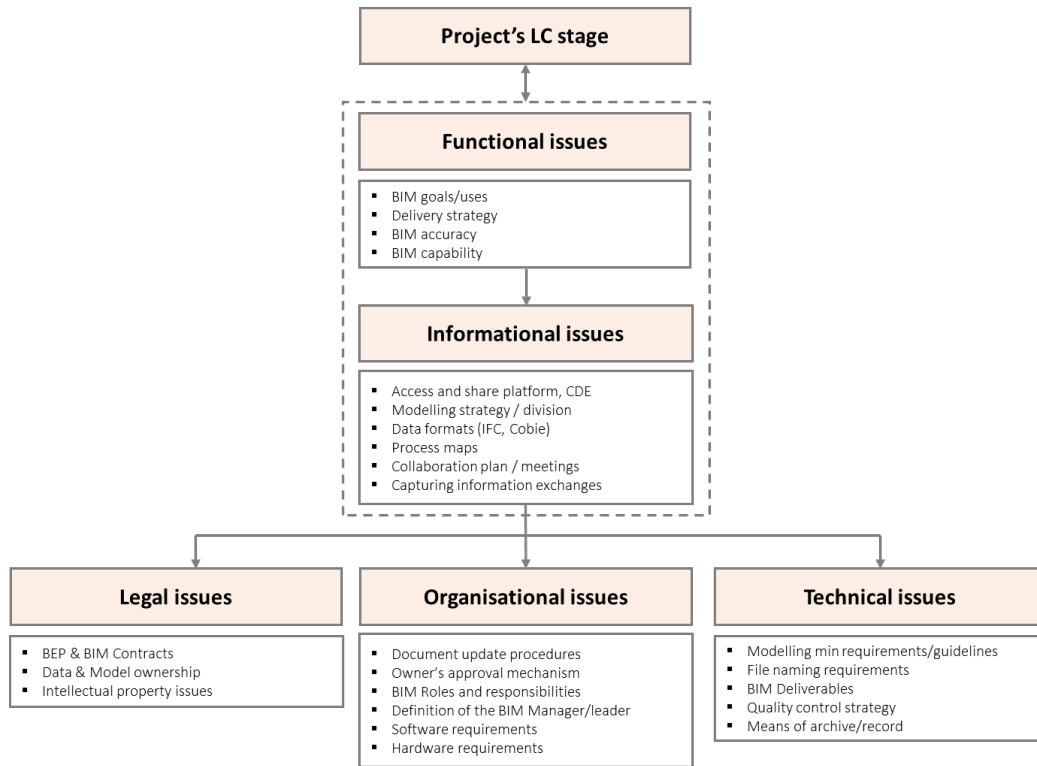 Project's LC stage
Functional issues
▪ BIM goals/uses
▪ Delivery strategy
▪ BIM accuracy
▪ BIM capability
Informational issues
▪ Access and share platform, CDE
▪ Modelling strategy / division
▪ Data formats (IFC, Cobie)
▪ Process maps
▪ Collaboration plan / meetings
▪ Capturing information exchanges
Legal issues
▪ BEP & BIM Contracts
▪ Data & Model ownership
▪ Intellectual property issues
Organisational issues
▪ Document update procedures
▪ Owner's approval mechanism
▪ BIM Roles and responsibilities
▪ Definition of the BIM Manager/leader
▪ Software requirements
▪ Hardware requirements
Technical issues
▪ Modelling min requirements/guidelines
▪ File naming requirements
▪ BIM Deliverables
▪ Quality control strategy
▪ Means of archive/record